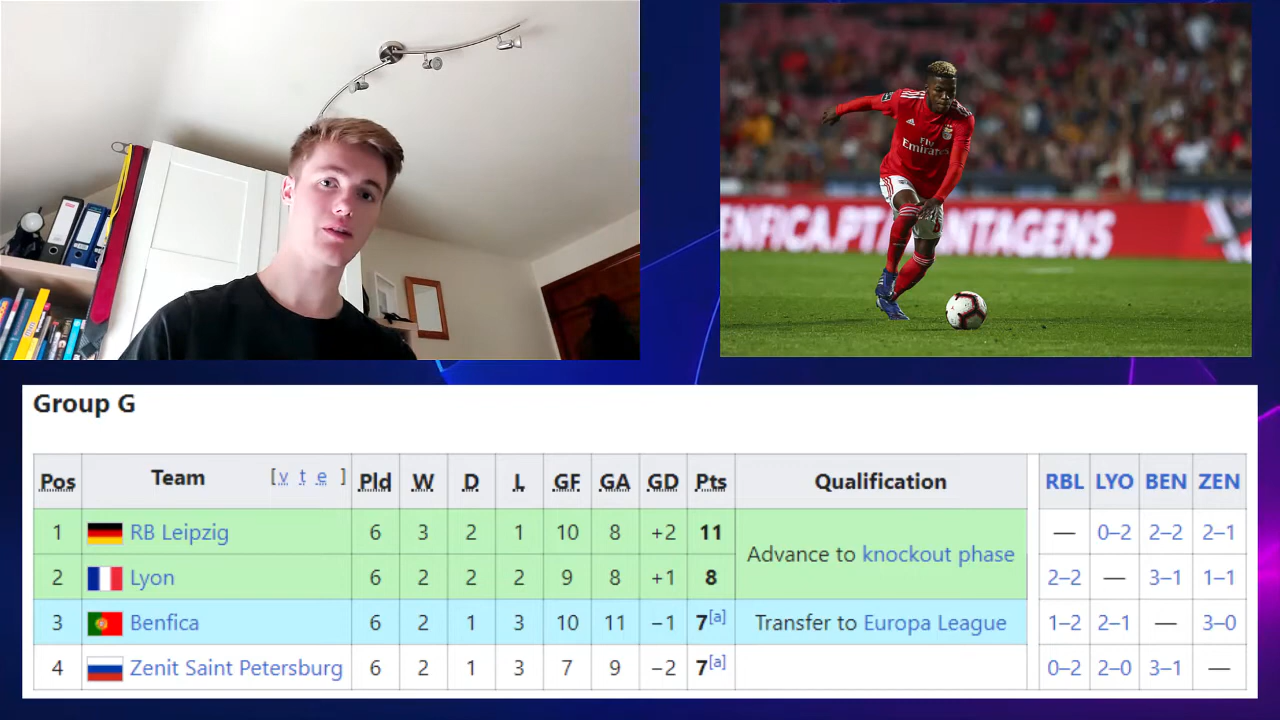 Fly
Emirates
ENFICA.PT
ANTAGENS
Group G
Pos Team [v t e] Pld W D L GF GA GD Pts Qualification RBL LYO BEN ZEN
1 RB Leipzig 6 3 2 1 10 8 +2 11 Advance to knockout phase — 0–2 2–2 2–1
2 Lyon 6 2 2 2 9 8 +1 8 2–2 — 3–1 1–1
3 Benfica 6 2 1 3 10 11 −1 7[a] Transfer to Europa League 1–2 2–1 — 3–0
4 Zenit Saint Petersburg 6 2 1 3 7 9 −2 7[a] 0–2 2–0 3–1 —